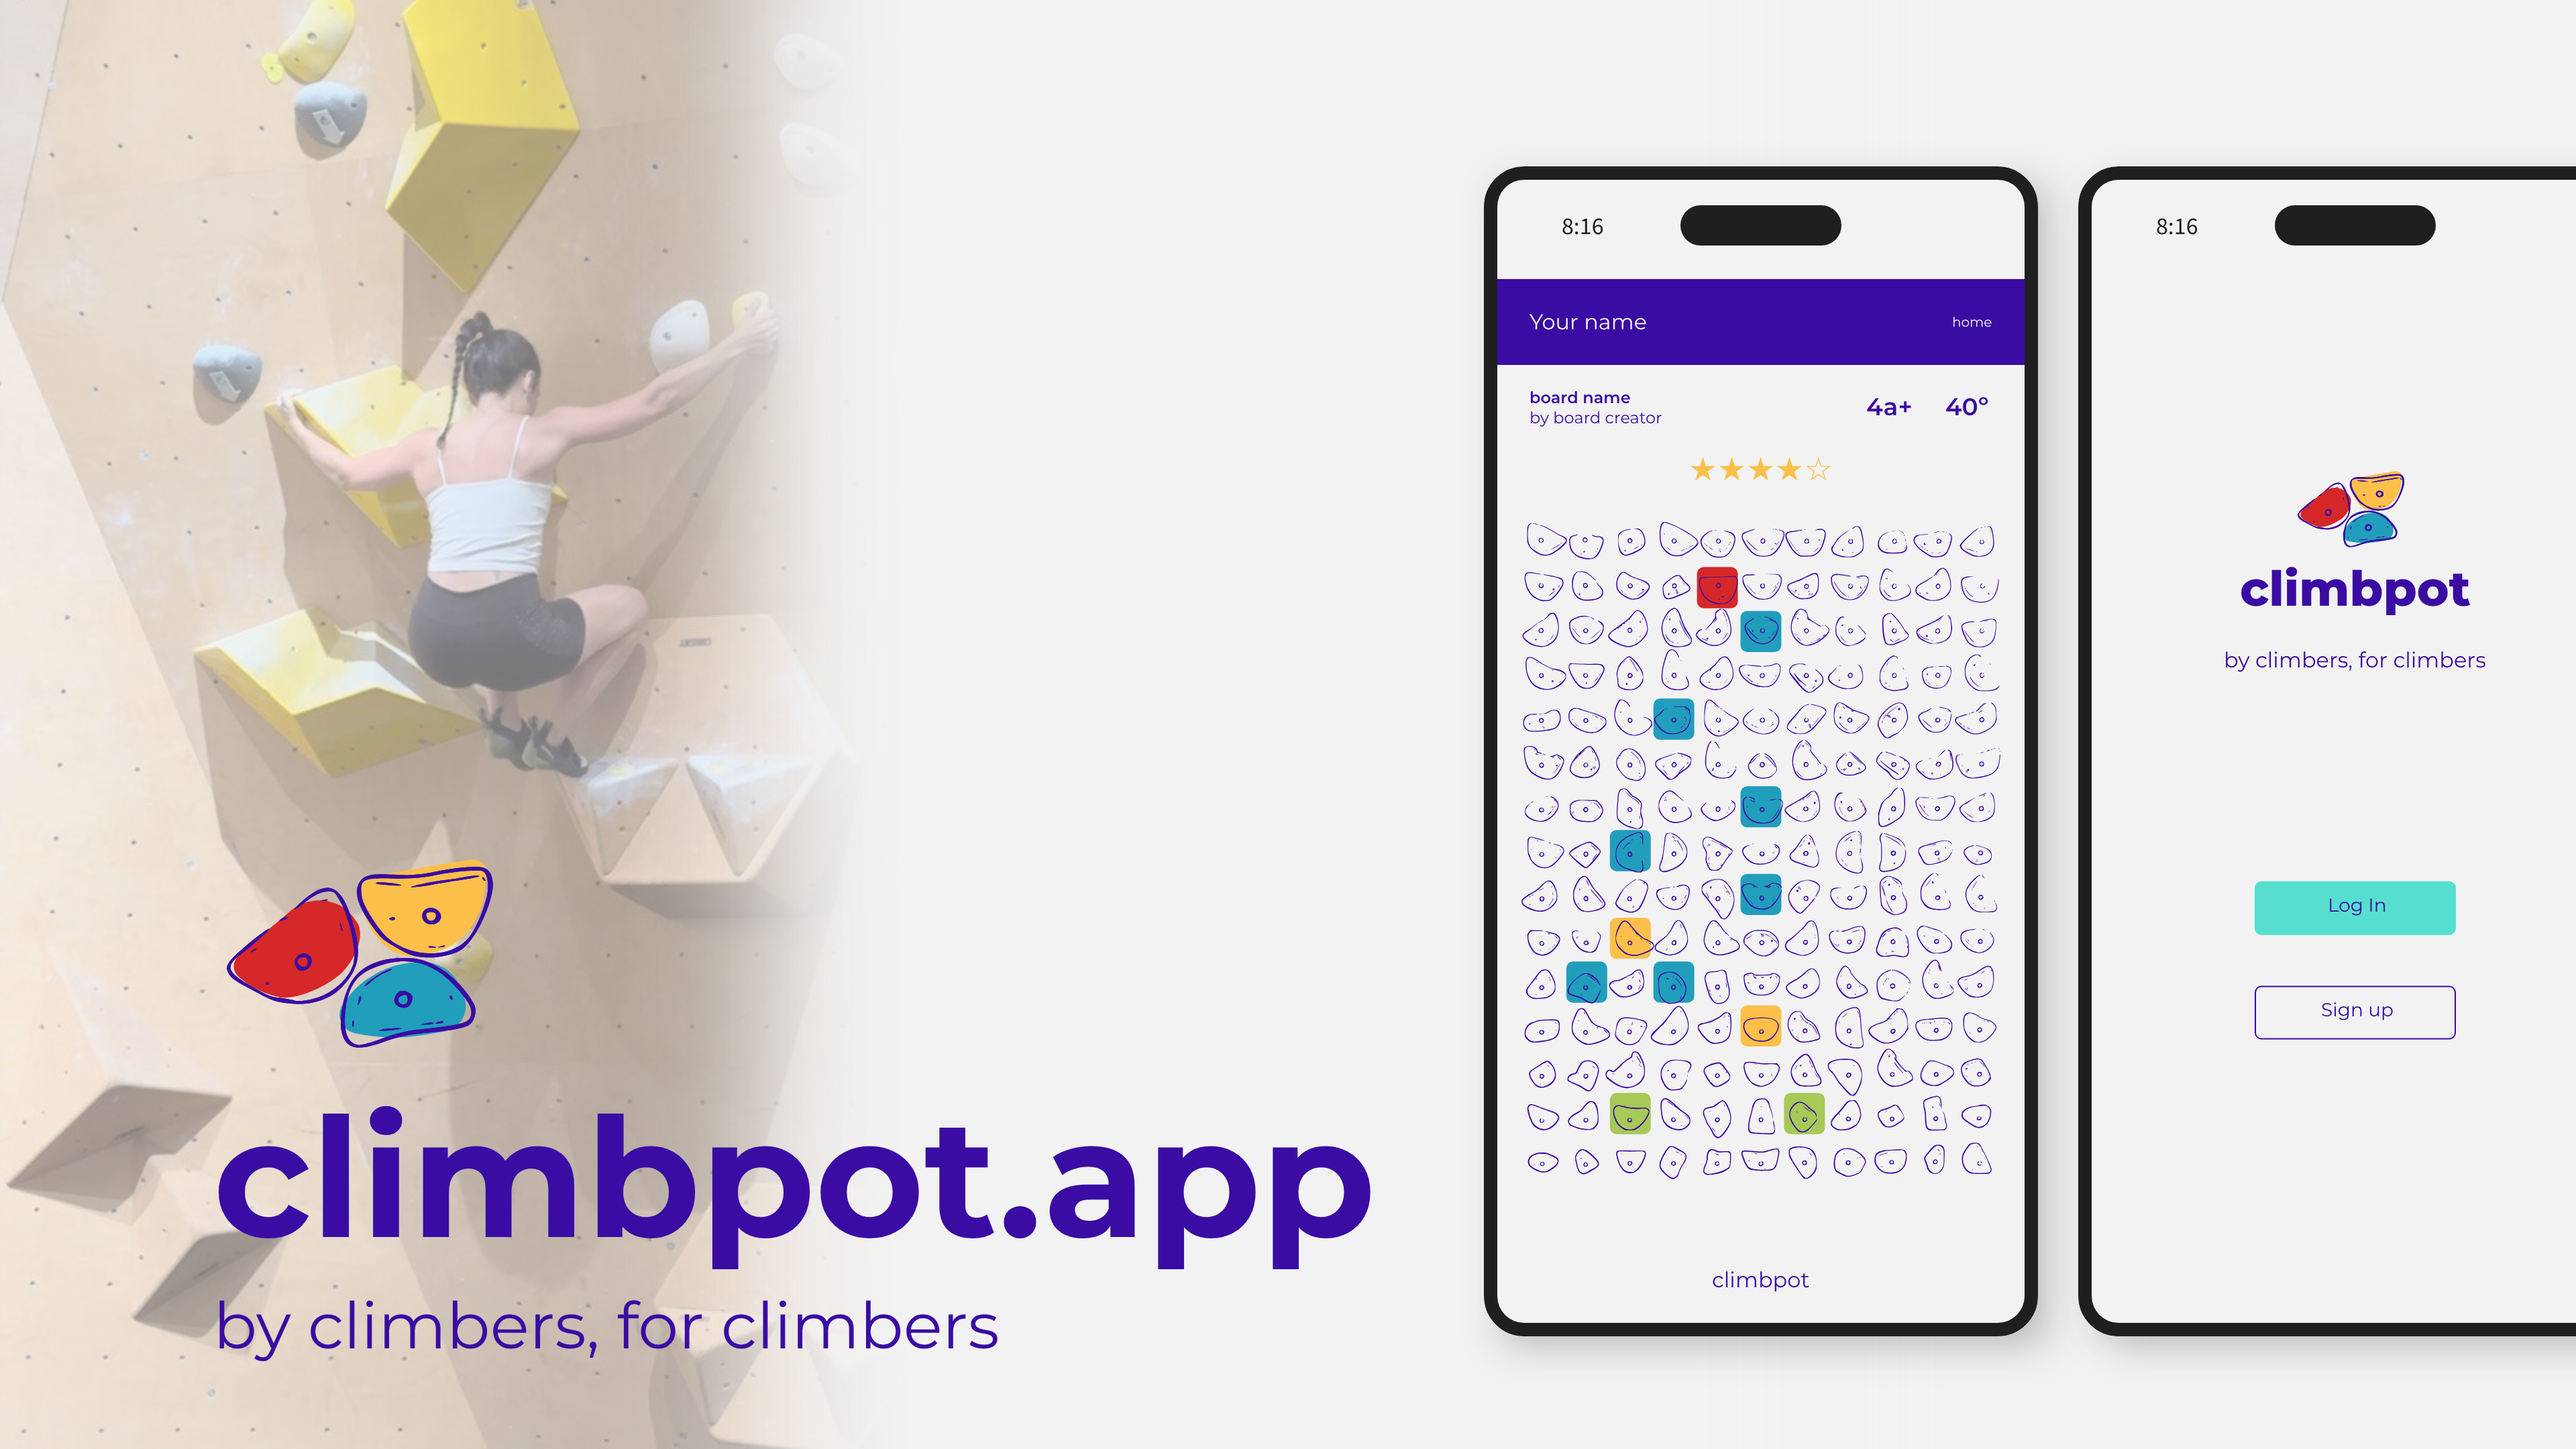 climbpot.app
by climbers, for climbers
8:16
Your name
home
board name
by board creator
4a+
40°
★★★★☆
climbpot
8:16
climbpot
by climbers, for climbers
Log In
Sign up